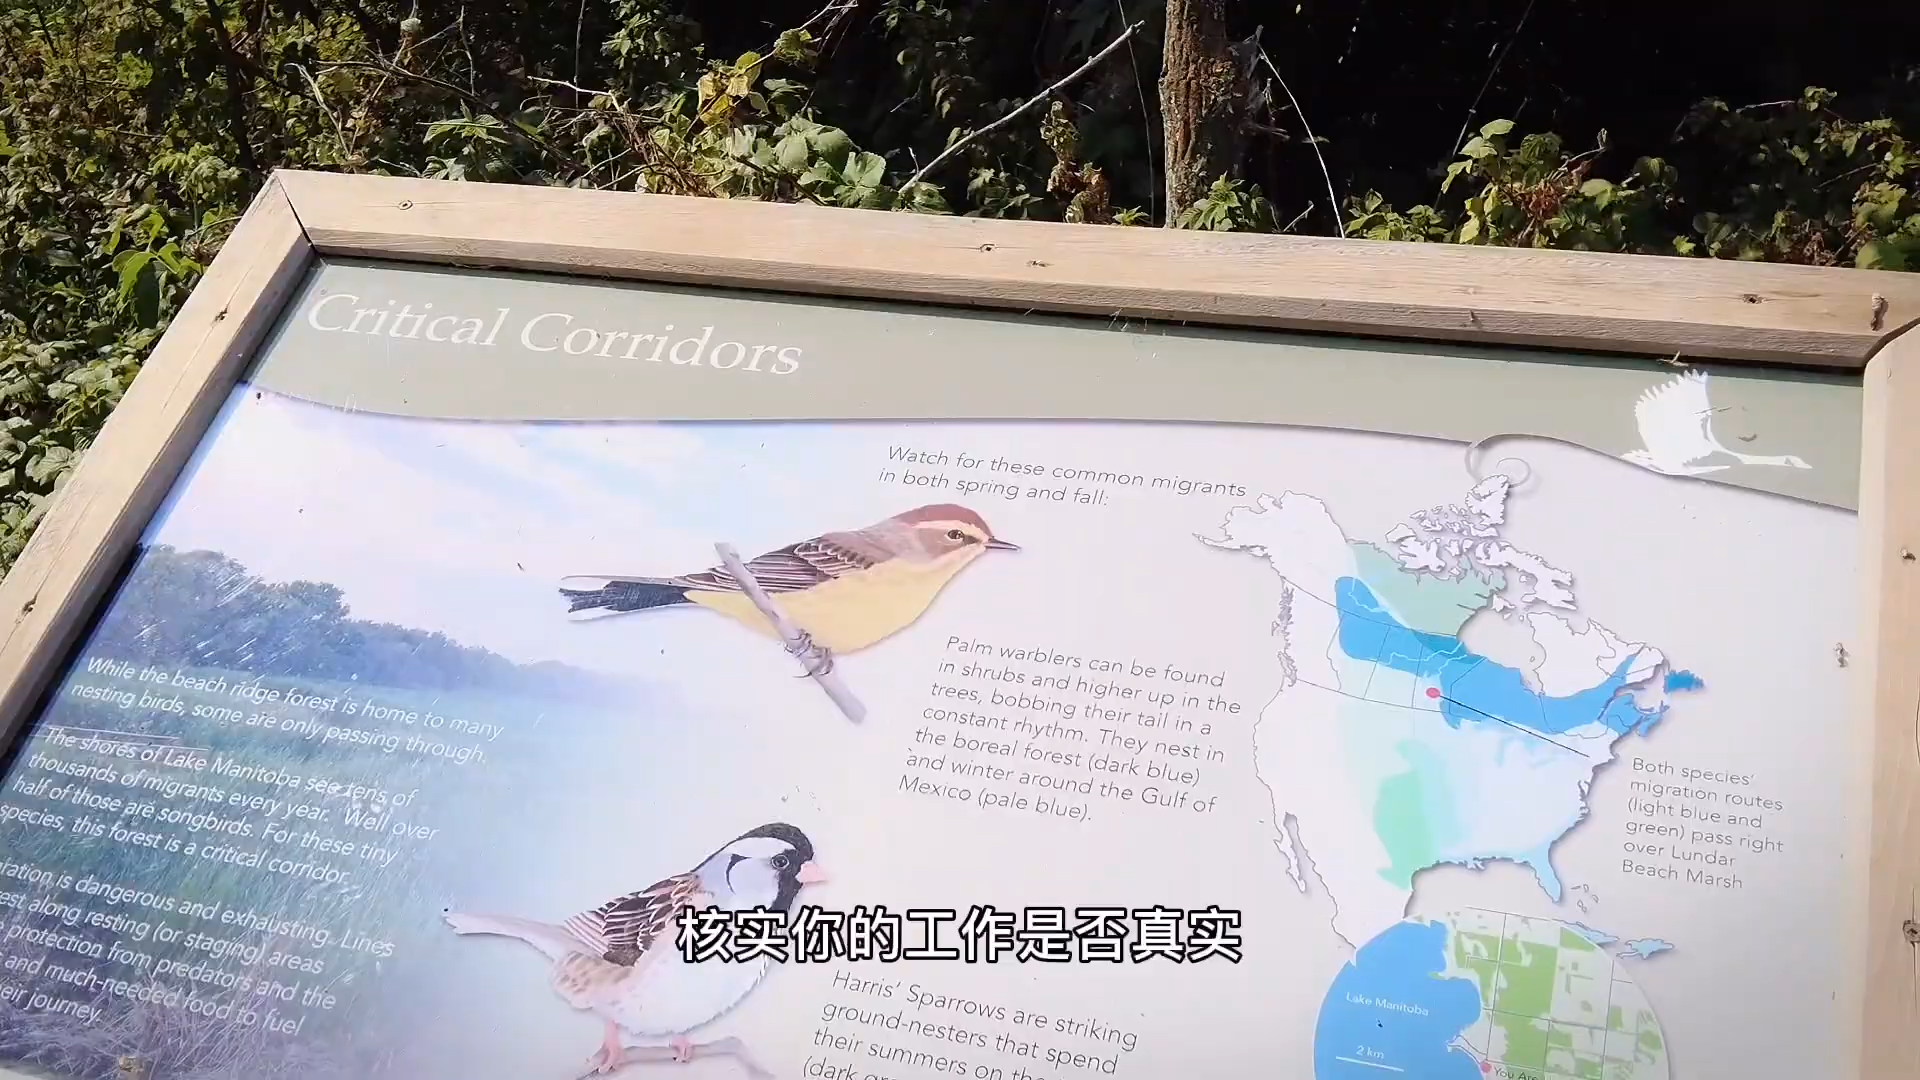 Critical Corridors
Watch for these common migrants
in both spring and fall:
Palm warblers can be found
in shrubs and higher up in the
trees, bobbing their tail in a
constant rhythm. They nest in
the boreal forest (dark blue)
and winter around the Gulf of
Mexico (pale blue).
While the beach ridge forest is home to many
nesting birds, some are only passing through.
The shores of Lake Manitoba see tens of
thousands of migrants every year. Well over
half of those are songbirds. For these tiny
species, this forest is a critical corridor.
is dangerous and exhausting. Lines
along resting (or staging) areas
protection from predators and the
and much-needed food to fuel
journey.
Both species'
migration routes
(light blue and
green) pass right
over Lundar
Beach Marsh
核实你的工作是否真实
Harris' Sparrows are striking
ground-nesters that spend
their summers on
(dark
Lake Manitoba
2 km
You Are